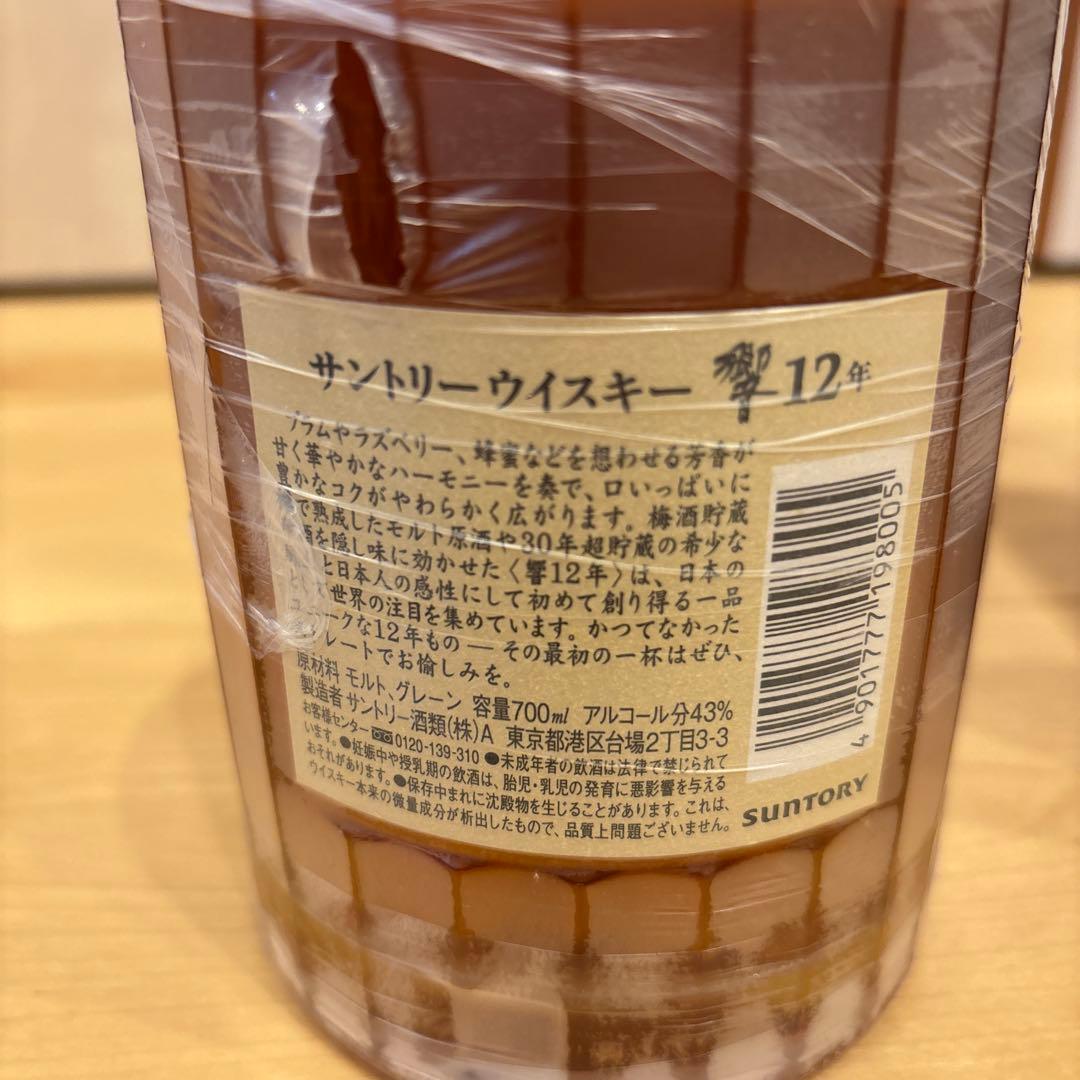 サントリーウイスキー 響 12年
プラムやラズベリー、蜂蜜などを想わせる芳香が
甘く華やかなハーモニーを奏で、口いっぱいに
豊かなコクがやわらかく広がります。梅酒貯蔵
で熟成したモルト原酒や30年超貯蔵の希少な
酒を隠し味に効かせた〈響12年〉は、日本の
と日本人の感性にして初めて創り得る一品
として世界の注目を集めています。かつてなかった
ユニークな12年もの―その最初の一杯はぜひ、
ストレートでお愉しみを。
原材料 モルト、グレーン 容量700ml アルコール分43%
製造者 サントリー酒類(株)A 東京都港区台場2丁目3-3
お客様センター 0120-139-310 ●未成年者の飲酒は法律で禁じられて
います。●妊娠中や授乳期の飲酒は、胎児・乳児の発育に悪影響を与える
おそれがあります。●保存中まれに沈殿物を生じることがあります。これは、
ウイスキー本来の微量成分が析出したもので、品質上問題ございません。
SUNTORY
4 901777 198005